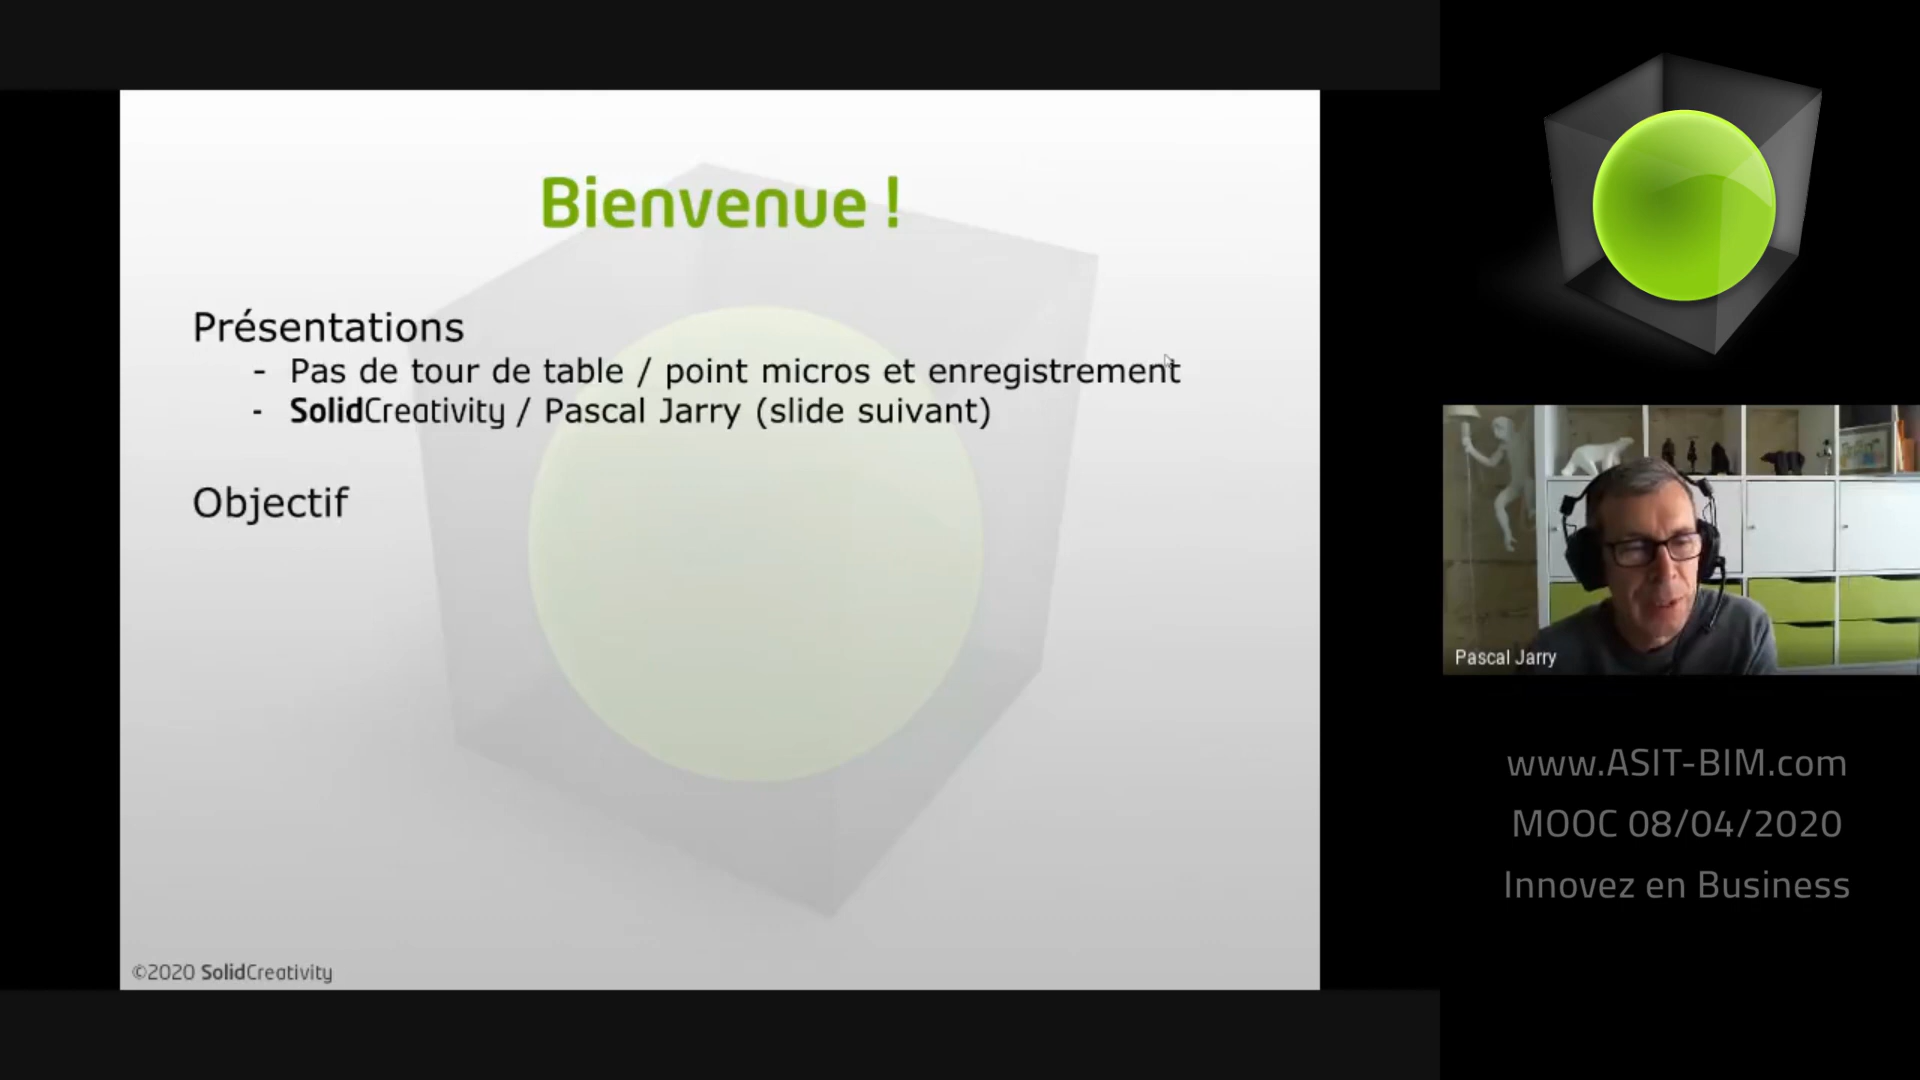 Bienvenue !
Présentations
- Pas de tour de table / point micros et enregistrement
- SolidCreativity / Pascal Jarry (slide suivant)
Objectif
©2020 SolidCreativity
Pascal Jarry
www.ASIT-BIM.com
MOOC 08/04/2020
Innovez en Business